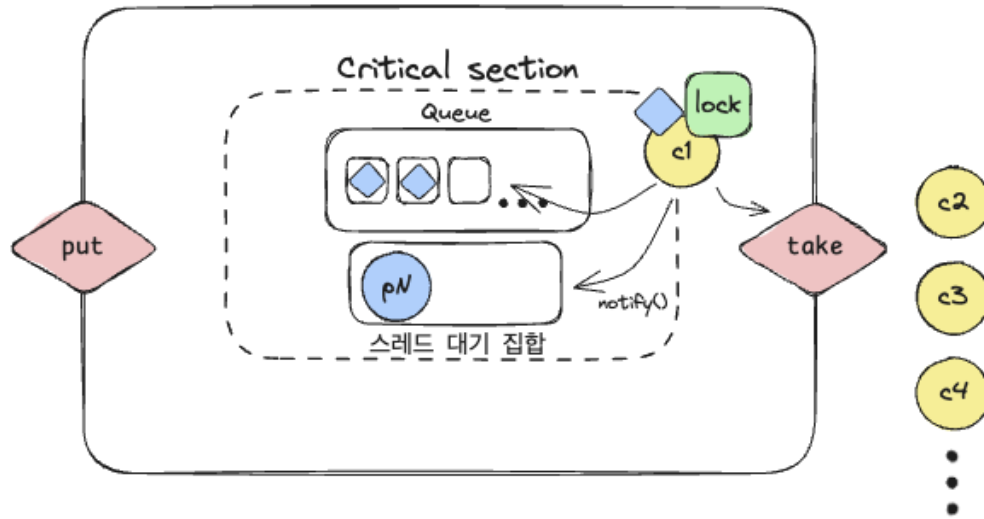 Critical section
Queue
lock
c1
put
take
pN
notify()
스레드 대기 집합
c2
c3
c4